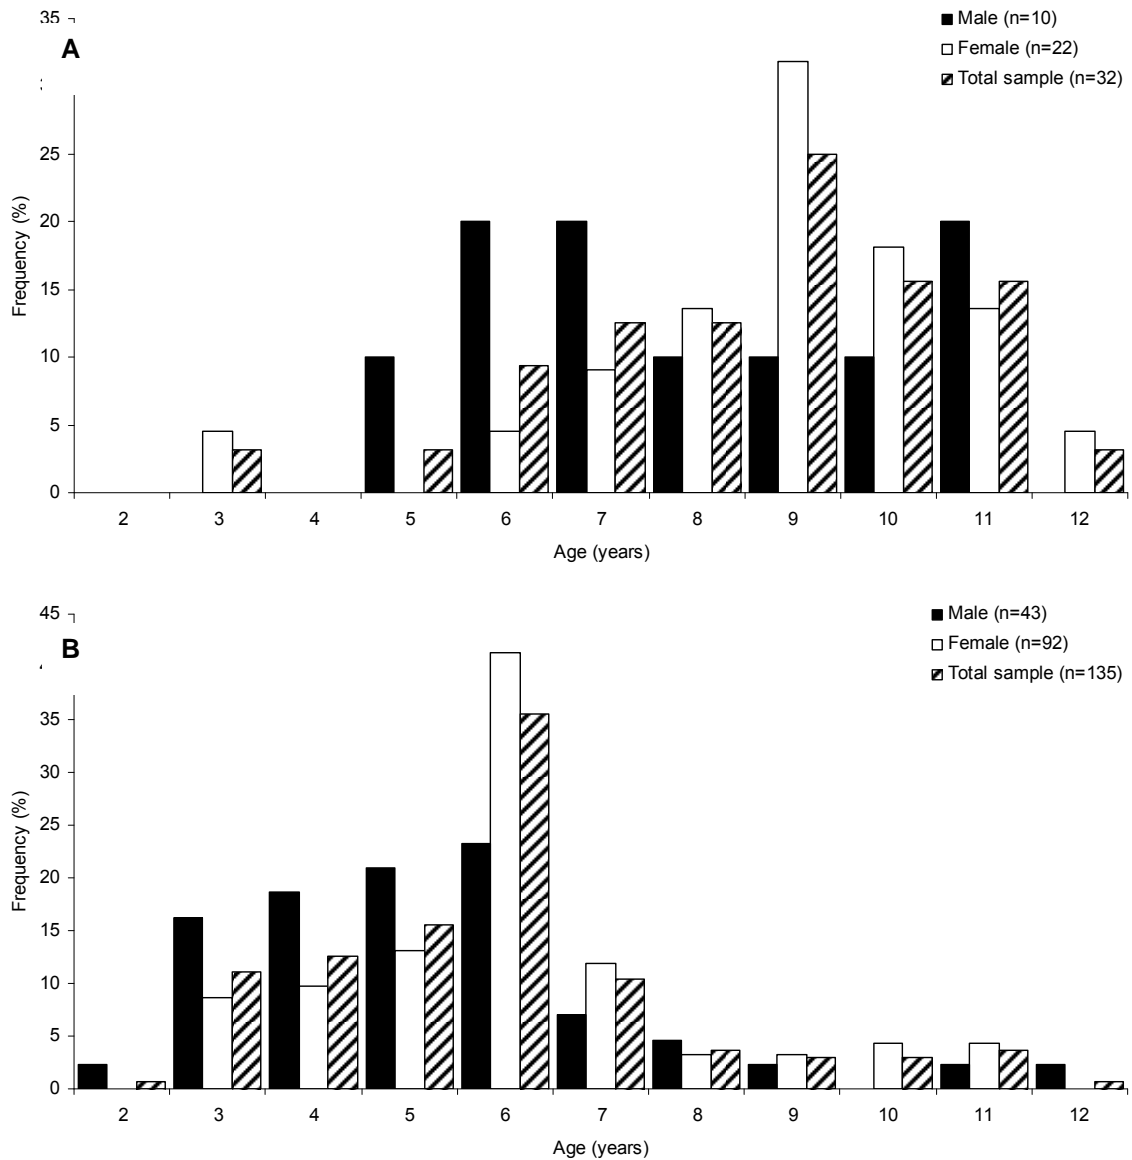 35
A
Male (n=10)
Female (n=22)
Total sample (n=32)
25
20
15
10
5
0
Frequency (%)
2 3 4 5 6 7 8 9 10 11 12
Age (years)
45
B
Male (n=43)
Female (n=92)
Total sample (n=135)
35
30
25
20
15
10
5
0
Frequency (%)
2 3 4 5 6 7 8 9 10 11 12
Age (years)